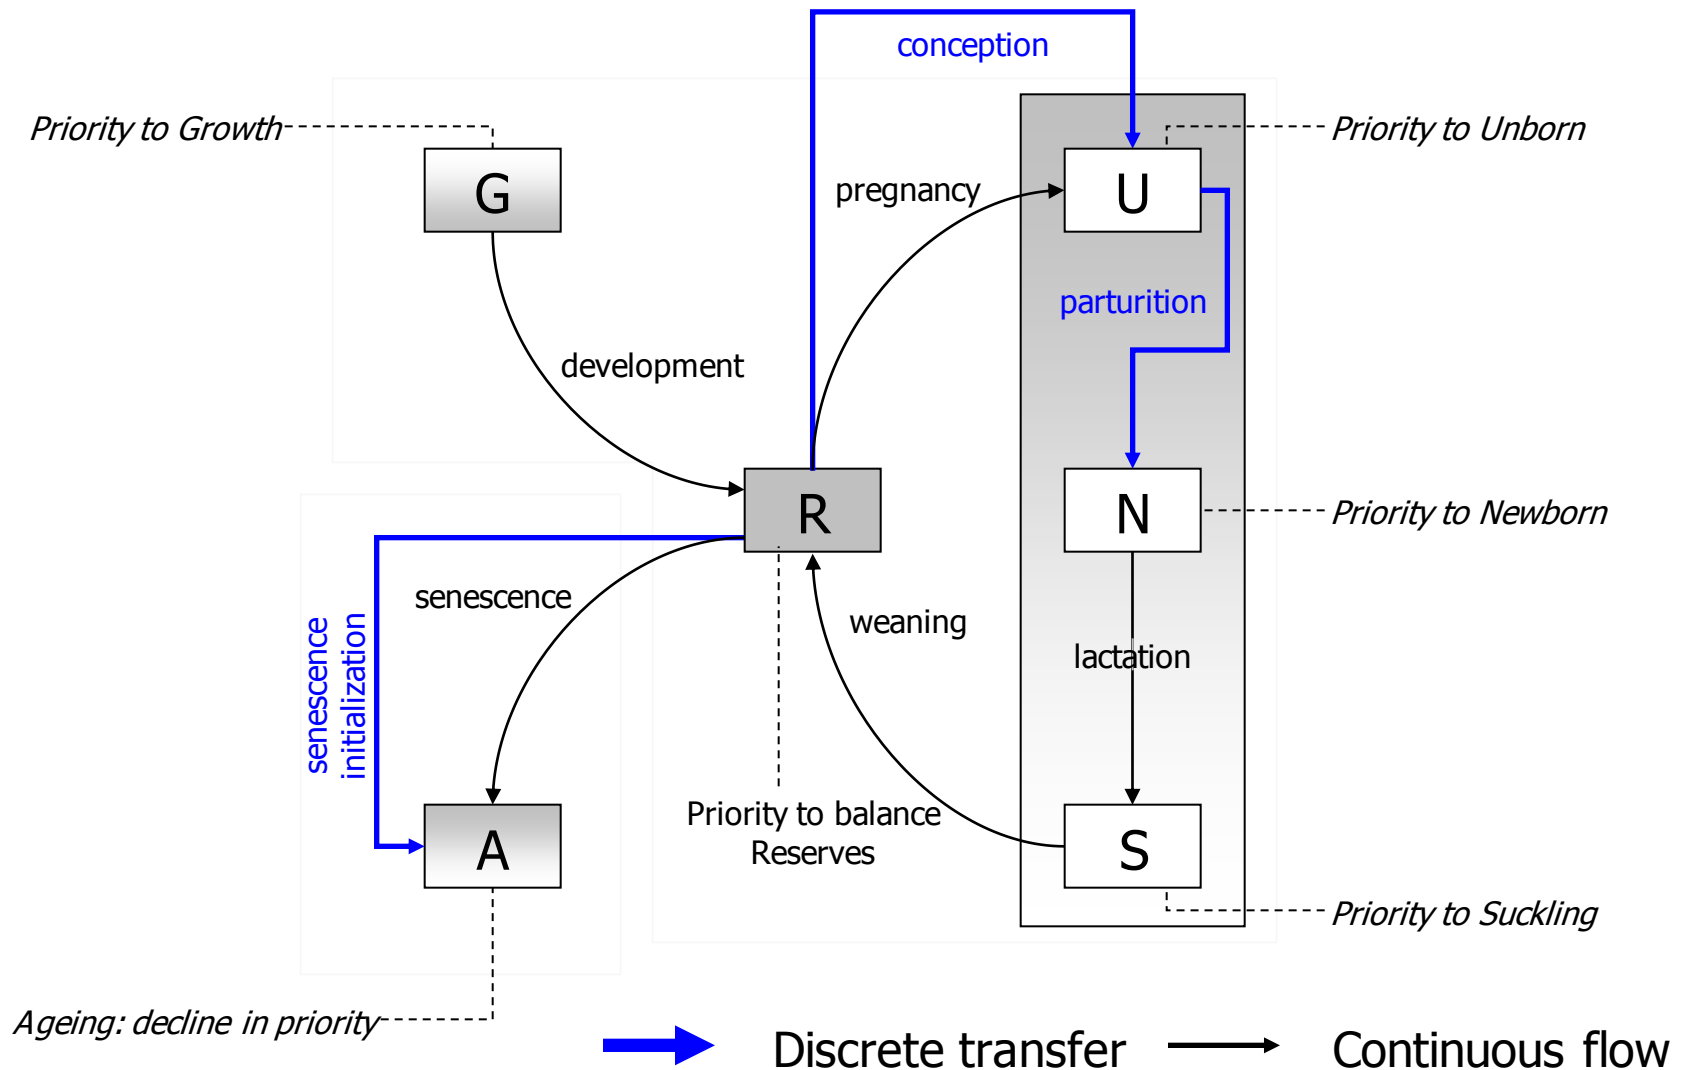 conception
Priority to Growth
Priority to Unborn
G
pregnancy
U
parturition
development
R
N
Priority to Newborn
senescence
weaning
senescence
initialization
lactation
Priority to balance
Reserves
A
S
Priority to Suckling
Ageing: decline in priority
Discrete transfer
Continuous flow